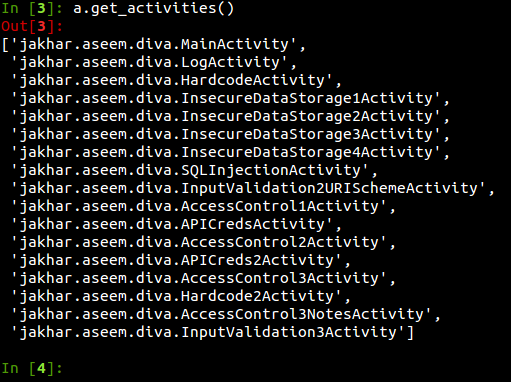 In [3]: a.get_activities()
Out[3]:
['jakhar.aseem.diva.MainActivity',
 'jakhar.aseem.diva.LogActivity',
 'jakhar.aseem.diva.HardcodeActivity',
 'jakhar.aseem.diva.InsecureDataStorage1Activity',
 'jakhar.aseem.diva.InsecureDataStorage2Activity',
 'jakhar.aseem.diva.InsecureDataStorage3Activity',
 'jakhar.aseem.diva.InsecureDataStorage4Activity',
 'jakhar.aseem.diva.SQLInjectionActivity',
 'jakhar.aseem.diva.InputValidation2URISchemeActivity',
 'jakhar.aseem.diva.AccessControl1Activity',
 'jakhar.aseem.diva.APICredsActivity',
 'jakhar.aseem.diva.AccessControl2Activity',
 'jakhar.aseem.diva.APICreds2Activity',
 'jakhar.aseem.diva.AccessControl3Activity',
 'jakhar.aseem.diva.Hardcode2Activity',
 'jakhar.aseem.diva.AccessControl3NotesActivity',
 'jakhar.aseem.diva.InputValidation3Activity']
In [4]: